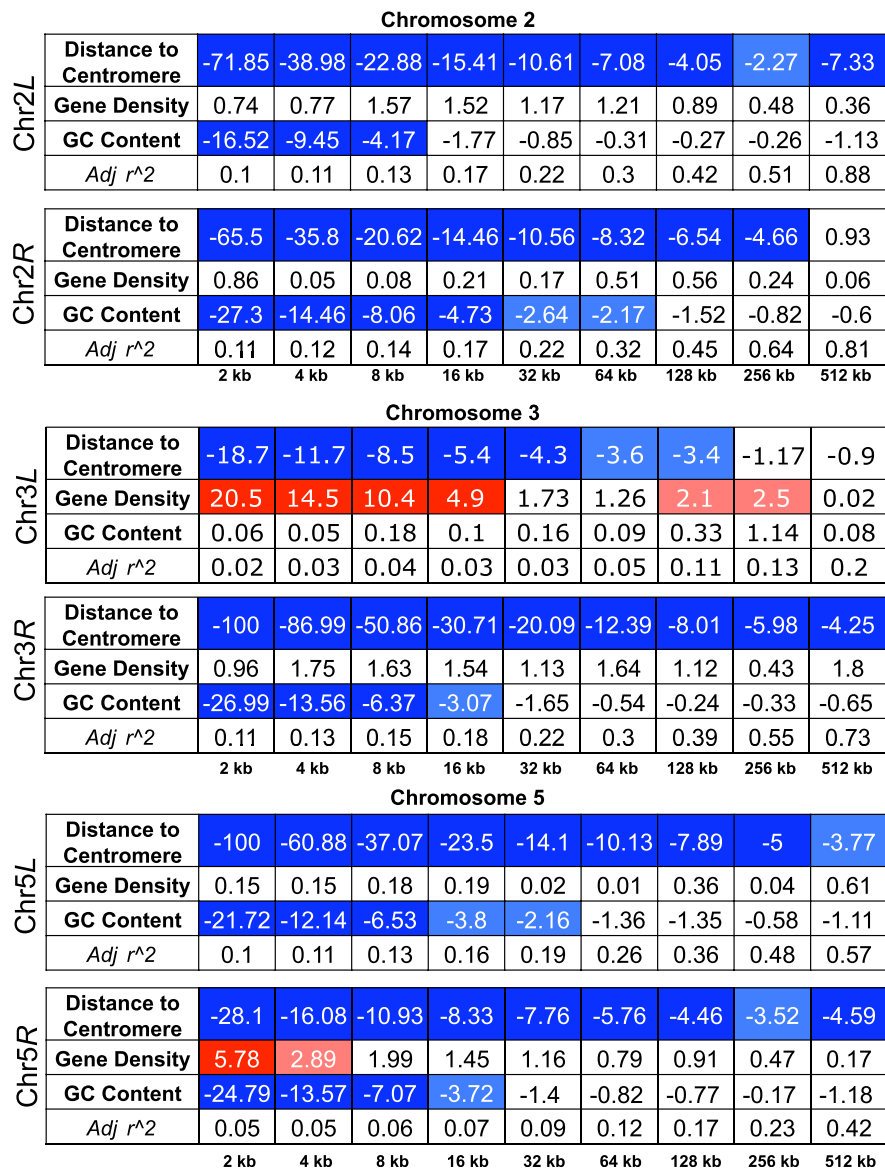 Chromosome 2
Chr2L
Distance to Centromere -71.85 -38.98 -22.88 -15.41 -10.61 -7.08 -4.05 -2.27 -7.33
Gene Density 0.74 0.77 1.57 1.52 1.17 1.21 0.89 0.48 0.36
GC Content -16.52 -9.45 -4.17 -1.77 -0.85 -0.31 -0.27 -0.26 -1.13
Adj r^2 0.1 0.11 0.13 0.17 0.22 0.3 0.42 0.51 0.88
Chr2R
Distance to Centromere -65.5 -35.8 -20.62 -14.46 -10.56 -8.32 -6.54 -4.66 0.93
Gene Density 0.86 0.05 0.08 0.21 0.17 0.51 0.56 0.24 0.06
GC Content -27.3 -14.46 -8.06 -4.73 -2.64 -2.17 -1.52 -0.82 -0.6
Adj r^2 0.11 0.12 0.14 0.17 0.22 0.32 0.45 0.64 0.81
2 kb 4 kb 8 kb 16 kb 32 kb 64 kb 128 kb 256 kb 512 kb
Chromosome 3
Chr3L
Distance to Centromere -18.7 -11.7 -8.5 -5.4 -4.3 -3.6 -3.4 -1.17 -0.9
Gene Density 20.5 14.5 10.4 4.9 1.73 1.26 2.1 2.5 0.02
GC Content 0.06 0.05 0.18 0.1 0.16 0.09 0.33 1.14 0.08
Adj r^2 0.02 0.03 0.04 0.03 0.03 0.05 0.11 0.13 0.2
Chr3R
Distance to Centromere -100 -86.99 -50.86 -30.71 -20.09 -12.39 -8.01 -5.98 -4.25
Gene Density 0.96 1.75 1.63 1.54 1.13 1.64 1.12 0.43 1.8
GC Content -26.99 -13.56 -6.37 -3.07 -1.65 -0.54 -0.24 -0.33 -0.65
Adj r^2 0.11 0.13 0.15 0.18 0.22 0.3 0.39 0.55 0.73
2 kb 4 kb 8 kb 16 kb 32 kb 64 kb 128 kb 256 kb 512 kb
Chromosome 5
Chr5L
Distance to Centromere -100 -60.88 -37.07 -23.5 -14.1 -10.13 -7.89 -5 -3.77
Gene Density 0.15 0.15 0.18 0.19 0.02 0.01 0.36 0.04 0.61
GC Content -21.72 -12.14 -6.53 -3.8 -2.16 -1.36 -1.35 -0.58 -1.11
Adj r^2 0.1 0.11 0.13 0.16 0.19 0.26 0.36 0.48 0.57
Chr5R
Distance to Centromere -28.1 -16.08 -10.93 -8.33 -7.76 -5.76 -4.46 -3.52 -4.59
Gene Density 5.78 2.89 1.99 1.45 1.16 0.79 0.91 0.47 0.17
GC Content -24.79 -13.57 -7.07 -3.72 -1.4 -0.82 -0.77 -0.17 -1.18
Adj r^2 0.05 0.05 0.06 0.07 0.09 0.12 0.17 0.23 0.42
2 kb 4 kb 8 kb 16 kb 32 kb 64 kb 128 kb 256 kb 512 kb